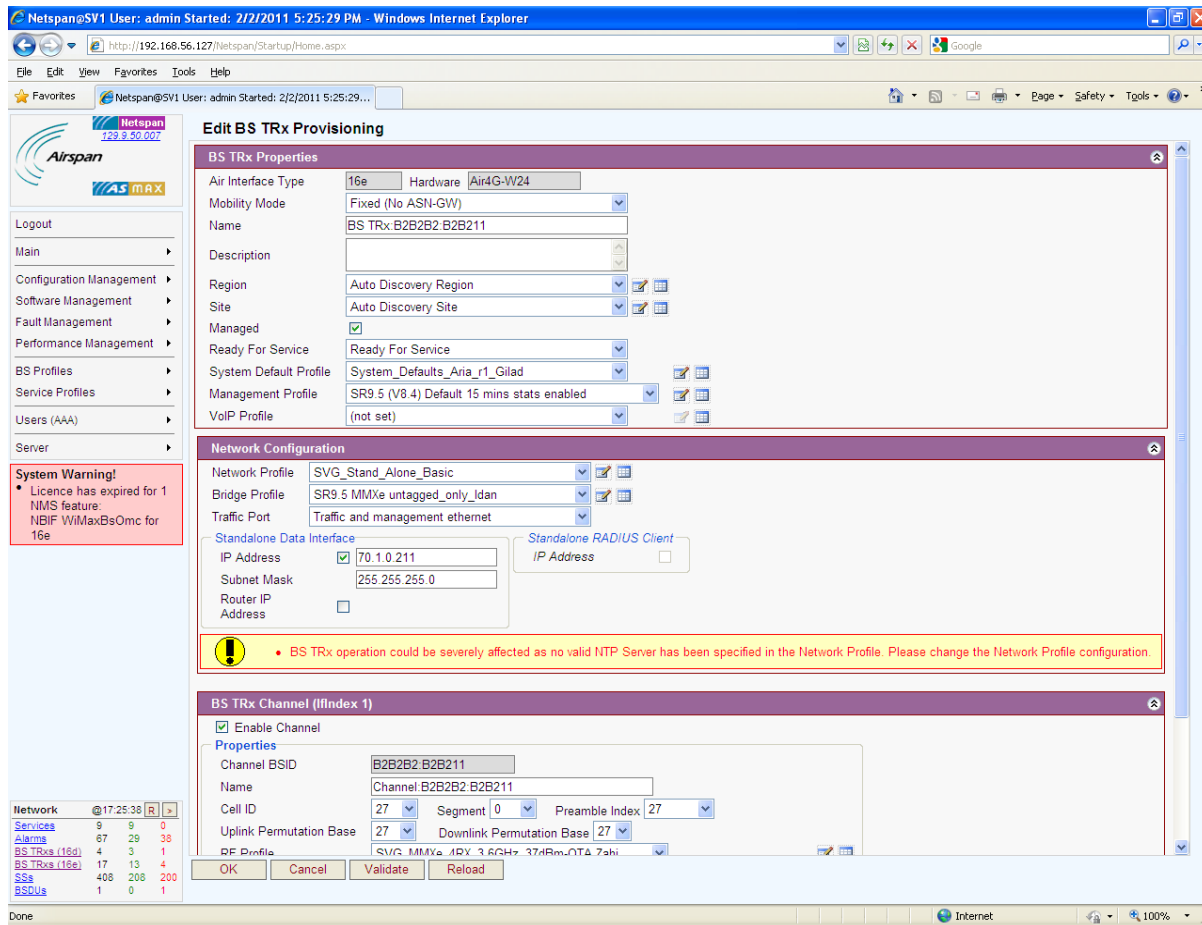 Netspan@SV1 User: admin Started: 2/2/2011 5:25:29 PM - Windows Internet Explorer
http://192.168.56.127/Netspan/Startup/Home.aspx
Google
File Edit View Favorites Tools Help
Favorites Netspan@SV1 User: admin Started: 2/2/2011 5:25:29... Page Safety Tools
Netspan
129.9.50.007
Airspan
ASMAX
Logout
Main
Configuration Management
Software Management
Fault Management
Performance Management
BS Profiles
Service Profiles
Users (AAA)
Server
System Warning!
• Licence has expired for 1
NMS feature:
NBIF WiMaxBsOmc for
16e
Network @17:25:38 R >
Services 9 9 0
Alarms 67 29 38
BS TRxs (16d) 4 3 1
BS TRxs (16e) 17 13 4
SSs 408 208 200
BSDUs 1 0 1
Edit BS TRx Provisioning
BS TRx Properties
Air Interface Type 16e Hardware Air4G-W24
Mobility Mode Fixed (No ASN-GW)
Name BS TRx:B2B2B2:B2B211
Description
Region Auto Discovery Region
Site Auto Discovery Site
Managed
Ready For Service Ready For Service
System Default Profile System_Defaults_Aria_r1_Gilad
Management Profile SR9.5 (V8.4) Default 15 mins stats enabled
VoIP Profile (not set)
Network Configuration
Network Profile SVG_Stand_Alone_Basic
Bridge Profile SR9.5 MMXe untagged_only_Idan
Traffic Port Traffic and management ethernet
Standalone Data Interface Standalone RADIUS Client
IP Address 70.1.0.211 IP Address
Subnet Mask 255.255.255.0
Router IP
Address
• BS TRx operation could be severely affected as no valid NTP Server has been specified in the Network Profile. Please change the Network Profile configuration.
BS TRx Channel (IfIndex 1)
Enable Channel
Properties
Channel BSID B2B2B2:B2B211
Name Channel:B2B2B2:B2B211
Cell ID 27 Segment 0 Preamble Index 27
Uplink Permutation Base 27 Downlink Permutation Base 27
RF Profile SVG_MMXe_4RX_3.6GHz_37dBm-OTA Zahi
OK Cancel Validate Reload
Done Internet 100%